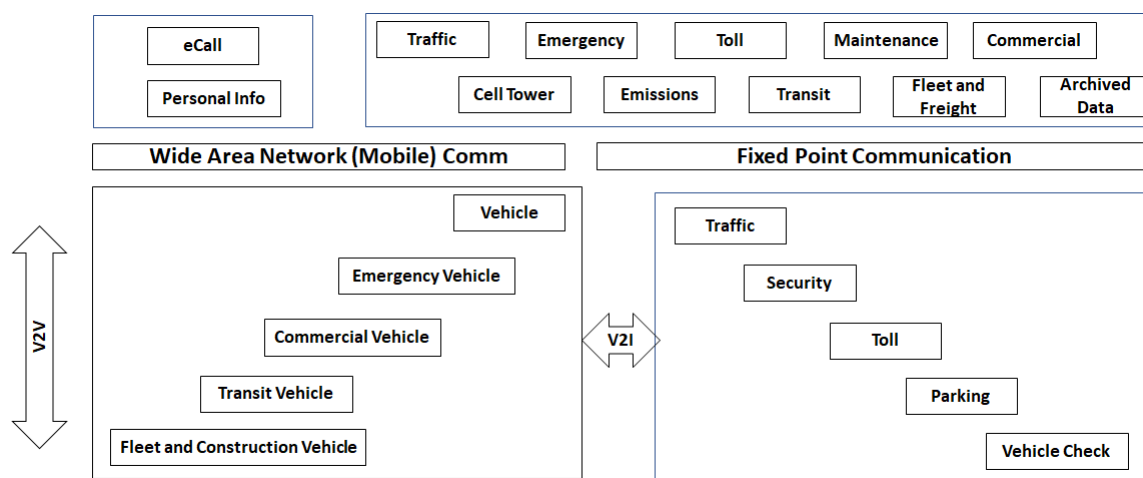 eCall
Personal Info
Traffic
Emergency
Toll
Maintenance
Commercial
Cell Tower
Emissions
Transit
Fleet and
Freight
Archived
Data
Wide Area Network (Mobile) Comm
Fixed Point Communication
V2V
Vehicle
Emergency Vehicle
Commercial Vehicle
Transit Vehicle
Fleet and Construction Vehicle
V2I
Traffic
Security
Toll
Parking
Vehicle Check